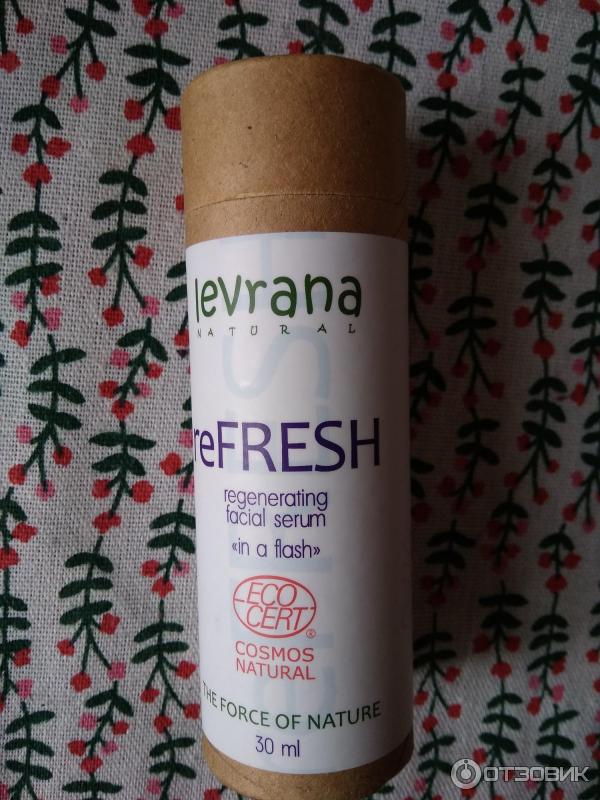 levrana
NATURAL
reFRESH
regenerating
facial serum
«in a flash»
ECO
CERT
®
COSMOS
NATURAL
THE FORCE OF NATURE
30 ml
ОТЗОВИК